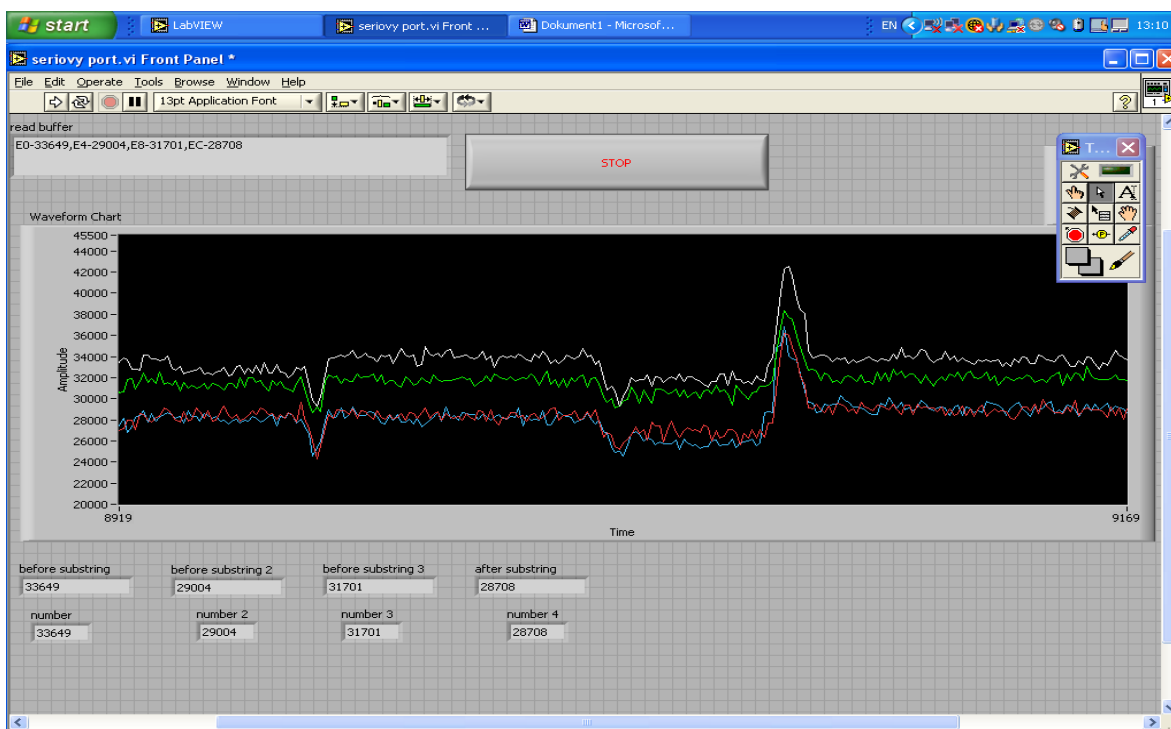 start LabVIEW seriovy port.vi Front ... Dokument1 - Microsof... EN 13:10
seriovy port.vi Front Panel *
File Edit Operate Tools Browse Window Help
13pt Application Font
1
read buffer
E0-33649,E4-29004,E8-31701,EC-28708
STOP
T...
Waveform Chart
45500
44000
42000
40000
38000
36000
34000
32000
30000
28000
26000
24000
22000
20000
Amplitude
8919 9169
Time
before substring before substring 2 before substring 3 after substring
33649 29004 31701 28708
number number 2 number 3 number 4
33649 29004 31701 28708